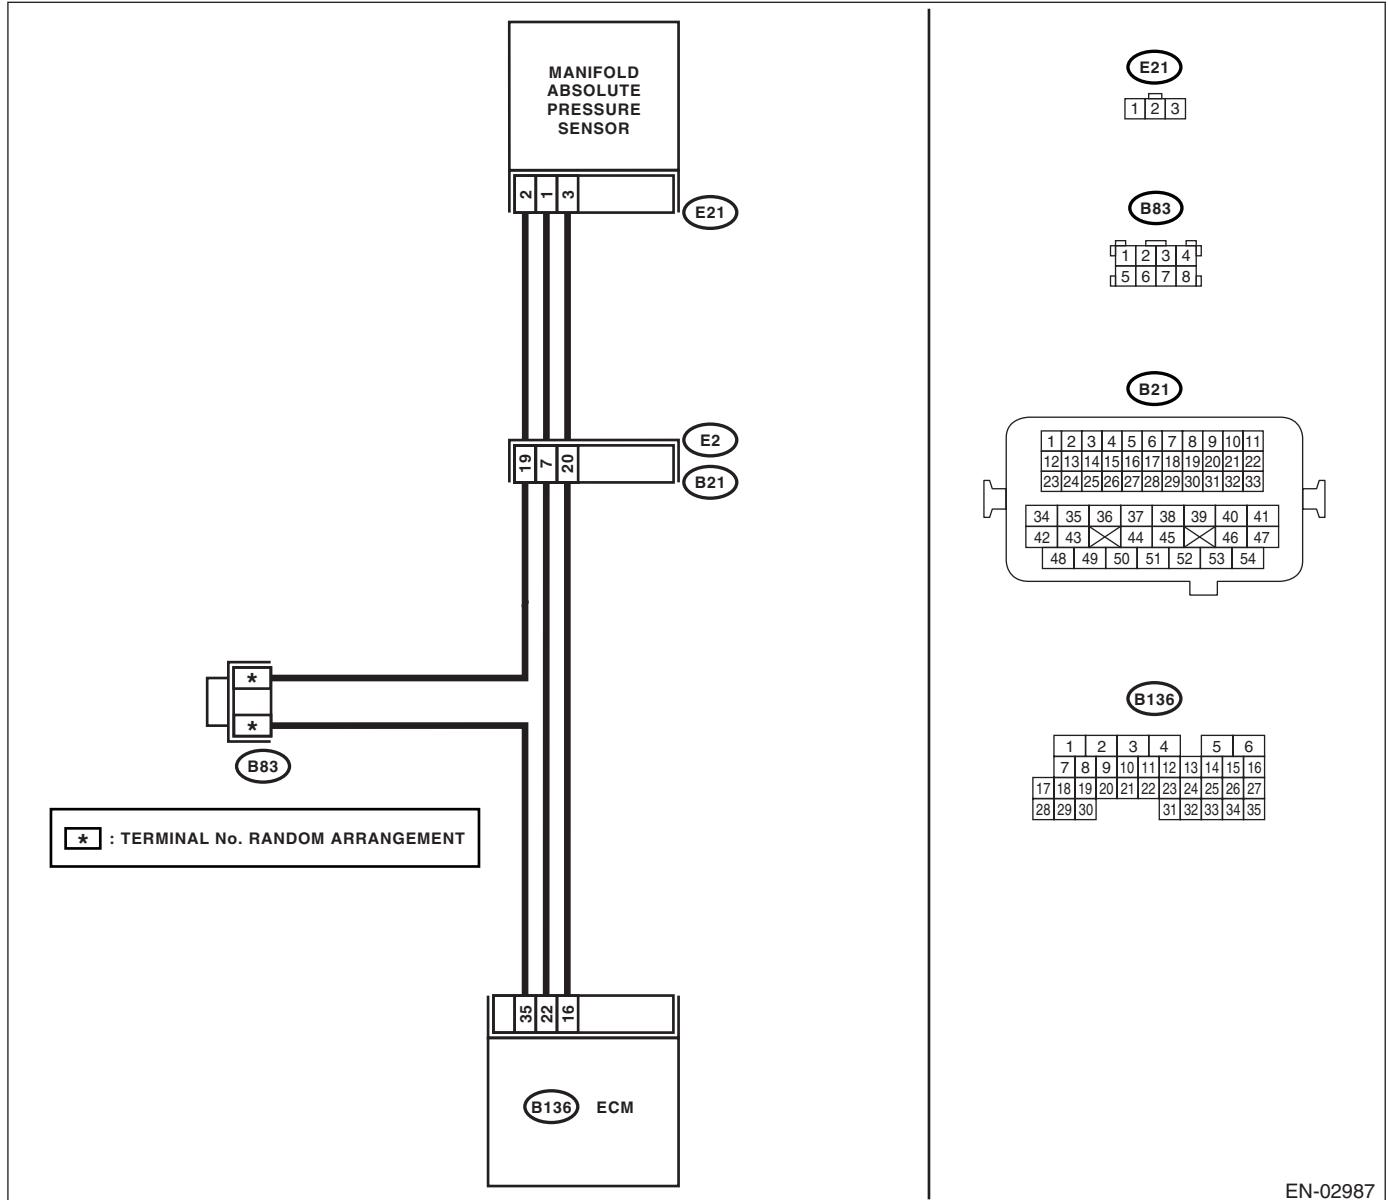 MANIFOLD
ABSOLUTE
PRESSURE
SENSOR
2 1 3
E21
E2
19 7 20
B21
*
*
B83
* : TERMINAL No. RANDOM ARRANGEMENT
35 22 16
B136 ECM
E21
1 2 3
B83
1 2 3 4
5 6 7 8
B21
1 2 3 4 5 6 7 8 9 10 11
12 13 14 15 16 17 18 19 20 21 22
23 24 25 26 27 28 29 30 31 32 33
34 35 36 37 38 39 40 41
42 43 44 45 46 47
48 49 50 51 52 53 54
B136
1 2 3 4 5 6
7 8 9 10 11 12 13 14 15 16
17 18 19 20 21 22 23 24 25 26 27
28 29 30 31 32 33 34 35
EN-02987